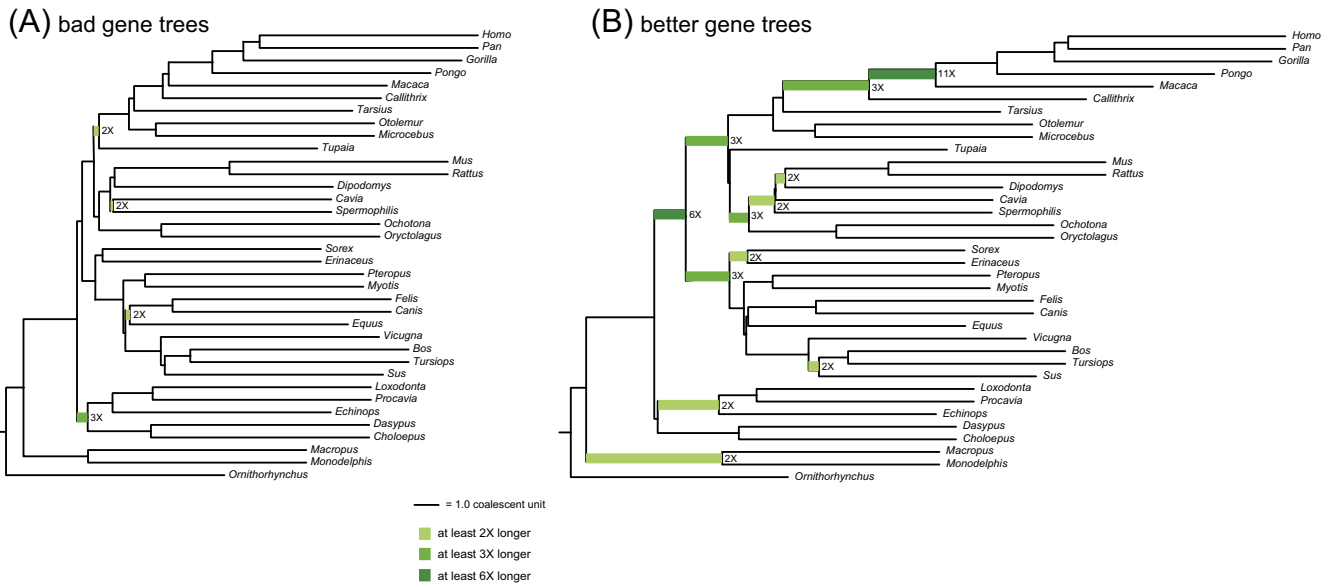 (A) bad gene trees
Homo
Pan
Gorilla
Pongo
Macaca
Callithrix
Tarsius
Otolemur
Microcebus
2X
Tupaia
Mus
Rattus
Dipodomys
Cavia
2X
Spermophilis
Ochotona
Oryctolagus
Sorex
Erinaceus
Pteropus
Myotis
Felis
Canis
2X
Equus
Vicugna
Bos
Tursiops
Sus
Loxodonta
Procavia
Echinops
3X
Dasypus
Choloepus
Macropus
Monodelphis
Ornithorhynchus
(B) better gene trees
Homo
Pan
Gorilla
11X
Pongo
3X
Macaca
Callithrix
Tarsius
Otolemur
Microcebus
3X
Tupaia
Mus
Rattus
2X
Dipodomys
Cavia
2X
Spermophilis
6X
3X
Ochotona
Oryctolagus
Sorex
2X
Erinaceus
3X
Pteropus
Myotis
Felis
Canis
Equus
Vicugna
Bos
Tursiops
2X
Sus
Loxodonta
Procavia
2X
Echinops
Dasypus
Choloepus
Macropus
2X
Monodelphis
Ornithorhynchus
= 1.0 coalescent unit
at least 2X longer
at least 3X longer
at least 6X longer